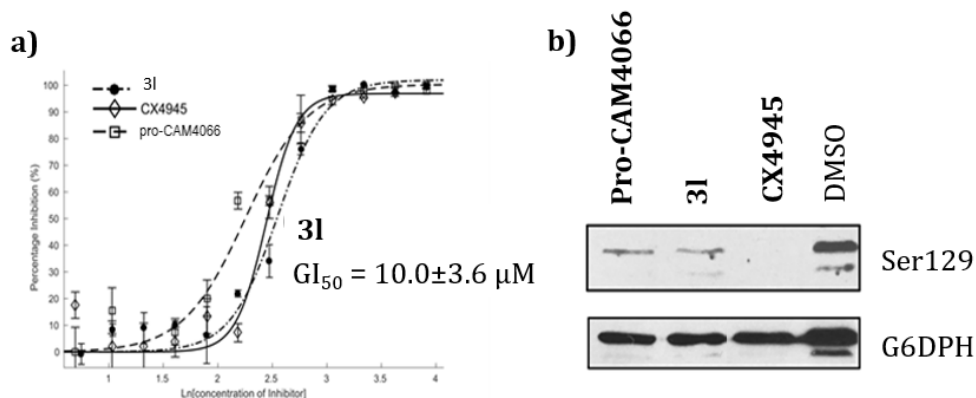 a)
Percentage Inhibition (%)
100
90
80
70
60
50
40
30
20
10
0
3l
CX4945
pro-CAM4066
3l
GI₅₀ = 10.0±3.6 µM
1
1.5
2
2.5
3
3.5
4
Ln[concentration of Inhibitor]
b)
Pro-CAM4066
3l
CX4945
DMSO
Ser129
G6DPH